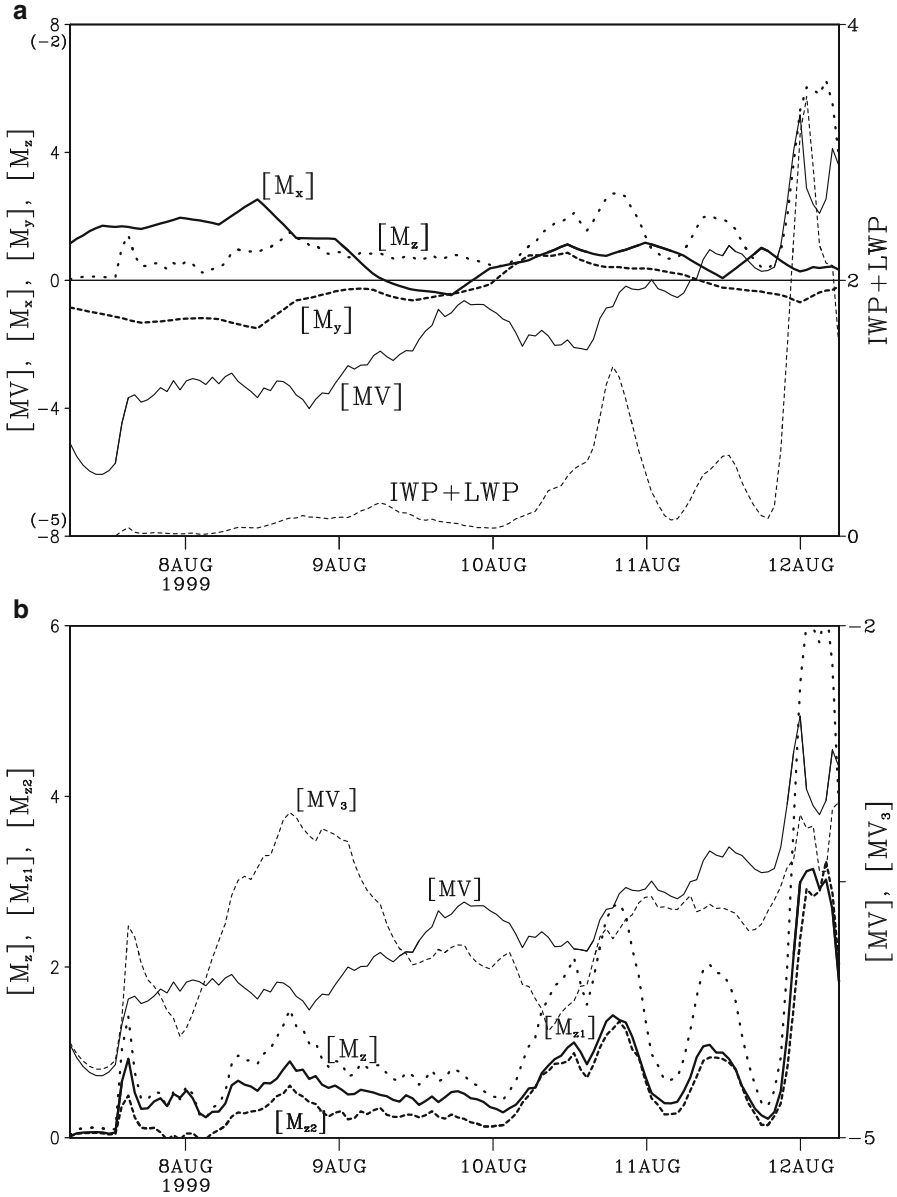 a
8
(−2)
4
0
−4
(−5)
−8
[MV], [Mx], [My], [Mz]
4
2
0
IWP+LWP
[Mx]
[Mz]
[My]
[MV]
IWP+LWP
8AUG
1999
9AUG
10AUG
11AUG
12AUG
b
6
4
2
0
[Mz], [Mz1], [Mz2]
−2
−5
[MV], [MV3]
[MV3]
[MV]
[Mz1]
[Mz]
[Mz2]
8AUG
1999
9AUG
10AUG
11AUG
12AUG